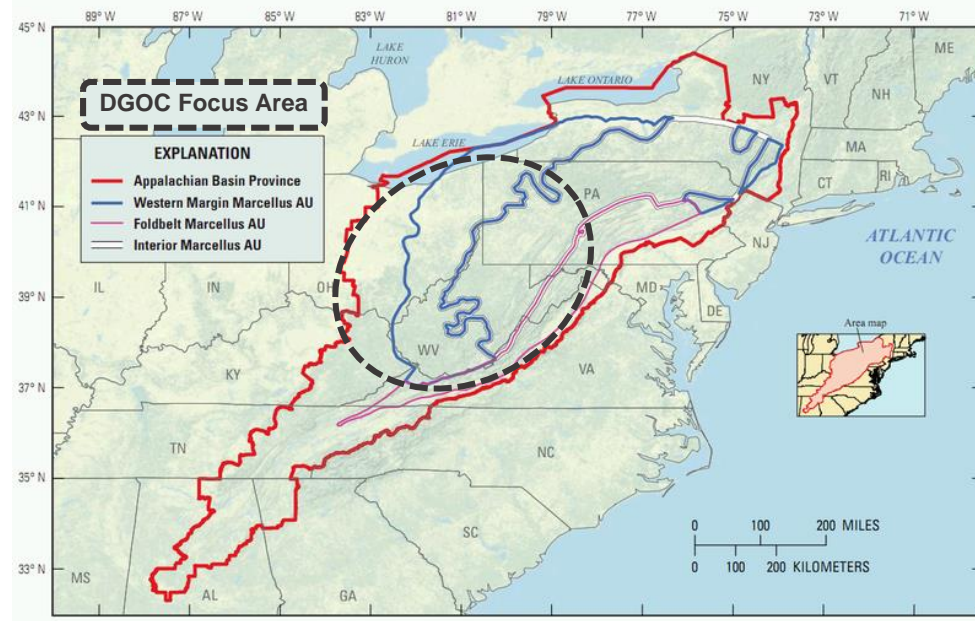 89° W 87° W 85° W 83° W 81° W 79° W 77° W 75° W 73° W 71° W
45° N
43° N
41° N
39° N
37° N
35° N
33° N
DGOC Focus Area
EXPLANATION
Appalachian Basin Province
Western Margin Marcellus AU
Foldbelt Marcellus AU
Interior Marcellus AU
LAKE
HURON
LAKE ONTARIO
LAKE ERIE
NY
VT
ME
NH
MA
CT
RI
PA
NJ
ATLANTIC
OCEAN
IL
IN
OH
MD
DE
WV
KY
VA
Area map
TN
NC
SC
MS
AL
GA
0 100 200 MILES
0 100 200 KILOMETERS